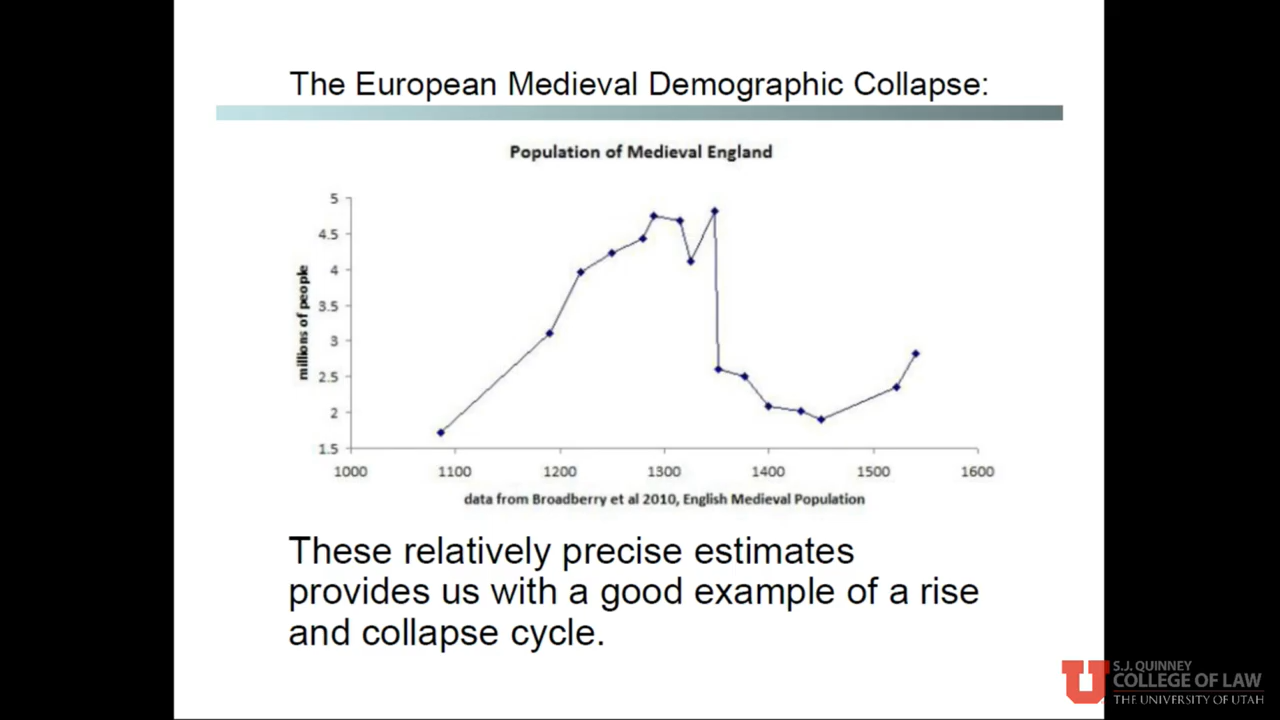 The European Medieval Demographic Collapse:
Population of Medieval England
millions of people
5
4.5
4
3.5
3
2.5
2
1.5
1000 1100 1200 1300 1400 1500 1600
data from Broadberry et al 2010, English Medieval Population
These relatively precise estimates
provides us with a good example of a rise
and collapse cycle.
U
S.J. QUINNEY
COLLEGE OF LAW
THE UNIVERSITY OF UTAH